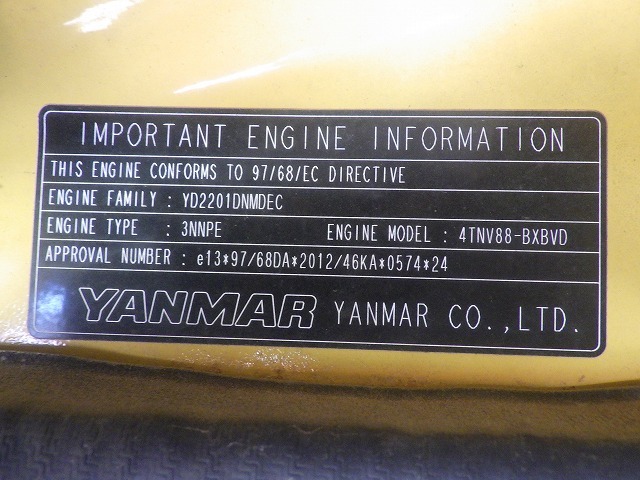 IMPORTANT ENGINE INFORMATION
THIS ENGINE CONFORMS TO 97/68/EC DIRECTIVE
ENGINE FAMILY : YD2201DNMDEC
ENGINE TYPE : 3NNPE ENGINE MODEL : 4TNV88-BXBVD
APPROVAL NUMBER : e13*97/68DA*2012/46KA*0574*24
YANMAR YANMAR CO.,LTD.